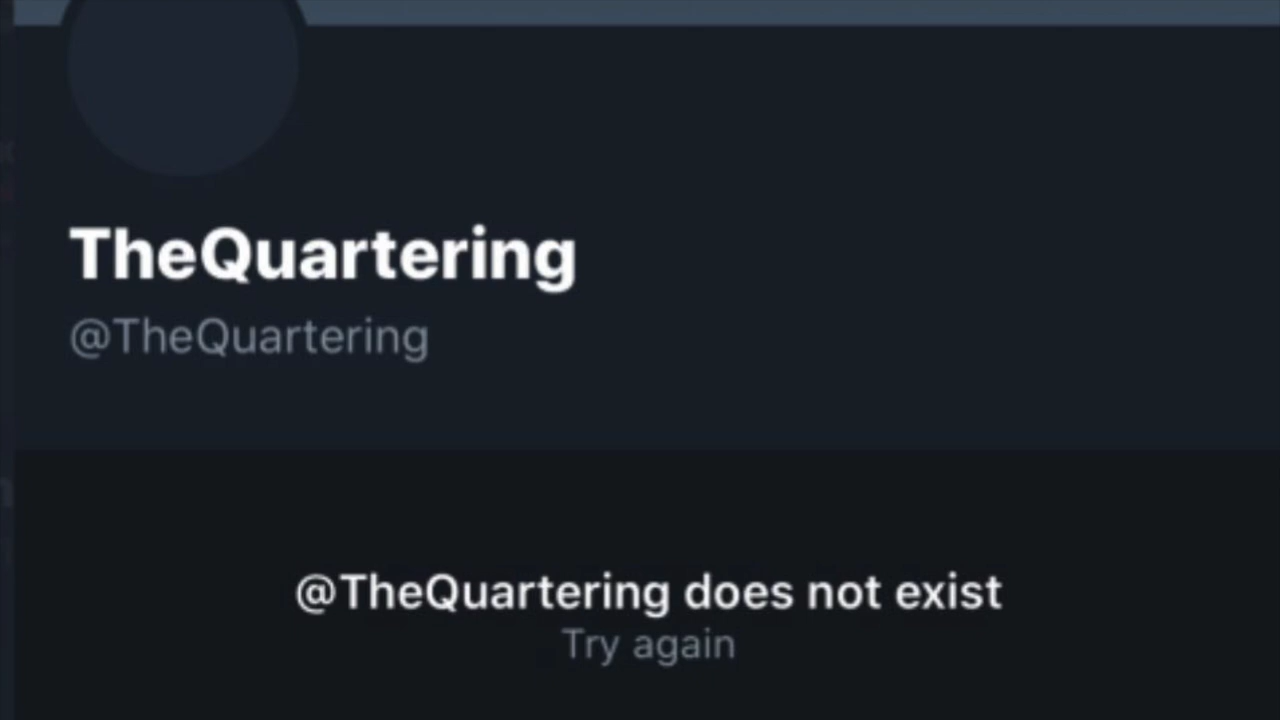 TheQuartering
@TheQuartering
@TheQuartering does not exist
Try again